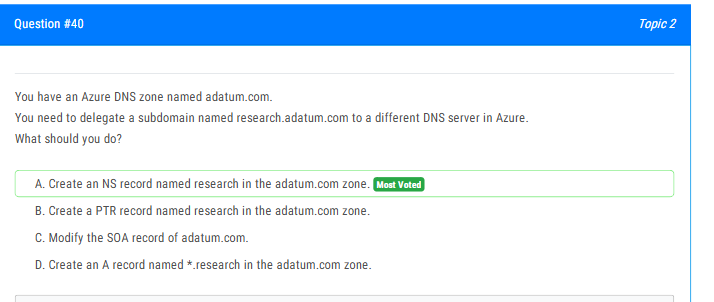 Question #40
Topic 2
You have an Azure DNS zone named adatum.com.
You need to delegate a subdomain named research.adatum.com to a different DNS server in Azure.
What should you do?
A. Create an NS record named research in the adatum.com zone. Most Voted
B. Create a PTR record named research in the adatum.com zone.
C. Modify the SOA record of adatum.com.
D. Create an A record named *.research in the adatum.com zone.